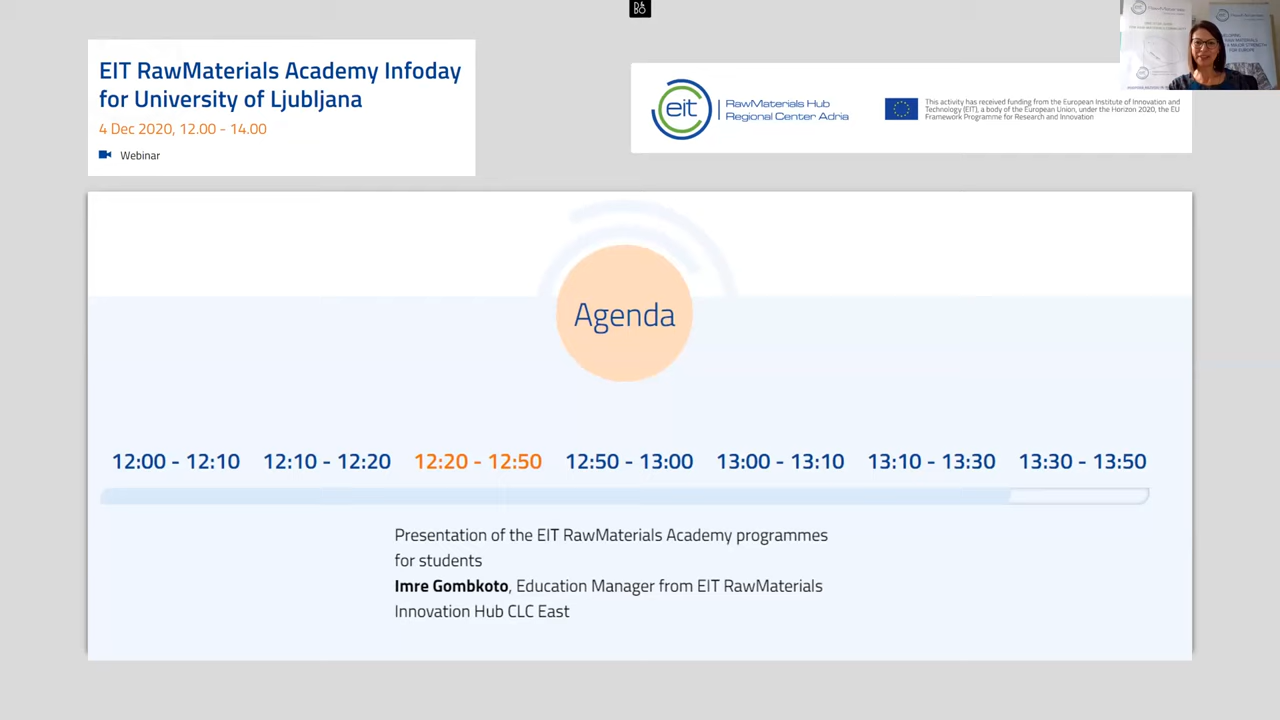 EIT RawMaterials Academy Infoday
for University of Ljubljana
4 Dec 2020, 12.00 - 14.00
Webinar
eit
RawMaterials Hub
Regional Center Adria
This activity has received funding from the European Institute of Innovation and
Technology (EIT), a body of the European Union, under the Horizon 2020, the EU
Framework Programme for Research and Innovation
Agenda
12:00 - 12:10 12:10 - 12:20 12:20 - 12:50 12:50 - 13:00 13:00 - 13:10 13:10 - 13:30 13:30 - 13:50
Presentation of the EIT RawMaterials Academy programmes
for students
Imre Gombkoto, Education Manager from EIT RawMaterials
Innovation Hub CLC East